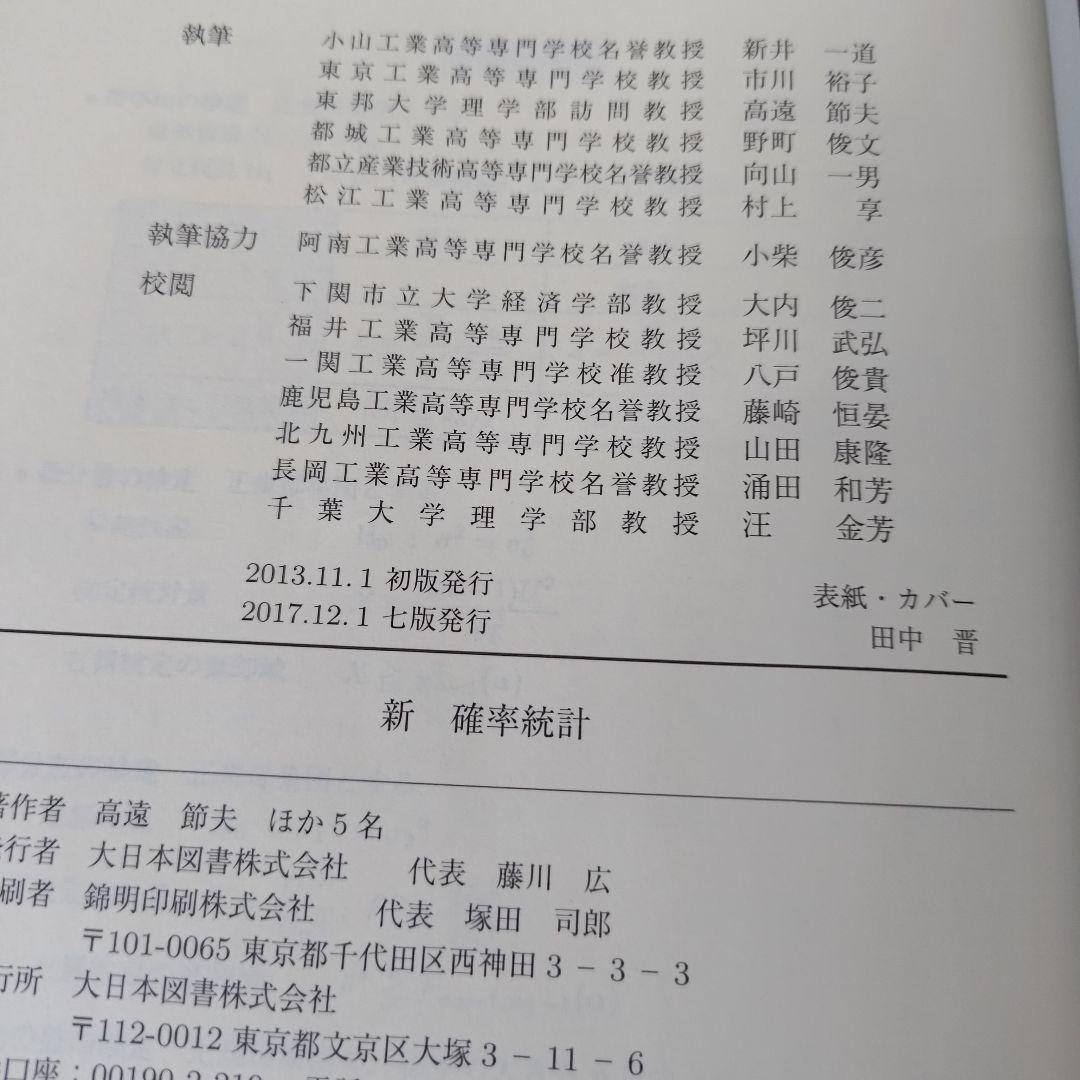 執筆 小山工業高等専門学校名誉教授 新井 一道
東京工業高等専門学校教授 市川 裕子
東邦大学理学部訪問教授 高遠 節夫
都城工業高等専門学校教授 野町 俊文
都立産業技術高等専門学校名誉教授 向山 一男
松江工業高等専門学校教授 村上 享
執筆協力 阿南工業高等専門学校名誉教授 小柴 俊彦
校閲 下関市立大学経済学部教授 大内 俊二
福井工業高等専門学校教授 坪川 武弘
一関工業高等専門学校准教授 八戸 俊貴
鹿児島工業高等専門学校名誉教授 藤崎 恒晏
北九州工業高等専門学校教授 山田 康隆
長岡工業高等専門学校名誉教授 涌田 和芳
千葉大学理学部教授 汪 金芳
2013.11.1 初版発行
2017.12.1 七版発行
表紙・カバー
田中 晋
新 確率統計
著作者 高遠 節夫 ほか5名
行者 大日本図書株式会社 代表 藤川 広
刷者 錦明印刷株式会社 代表 塚田 司郎
〒101-0065 東京都千代田区西神田3-3-3
行所 大日本図書株式会社
〒112-0012 東京都文京区大塚3-11-6
口座:00190-2-219